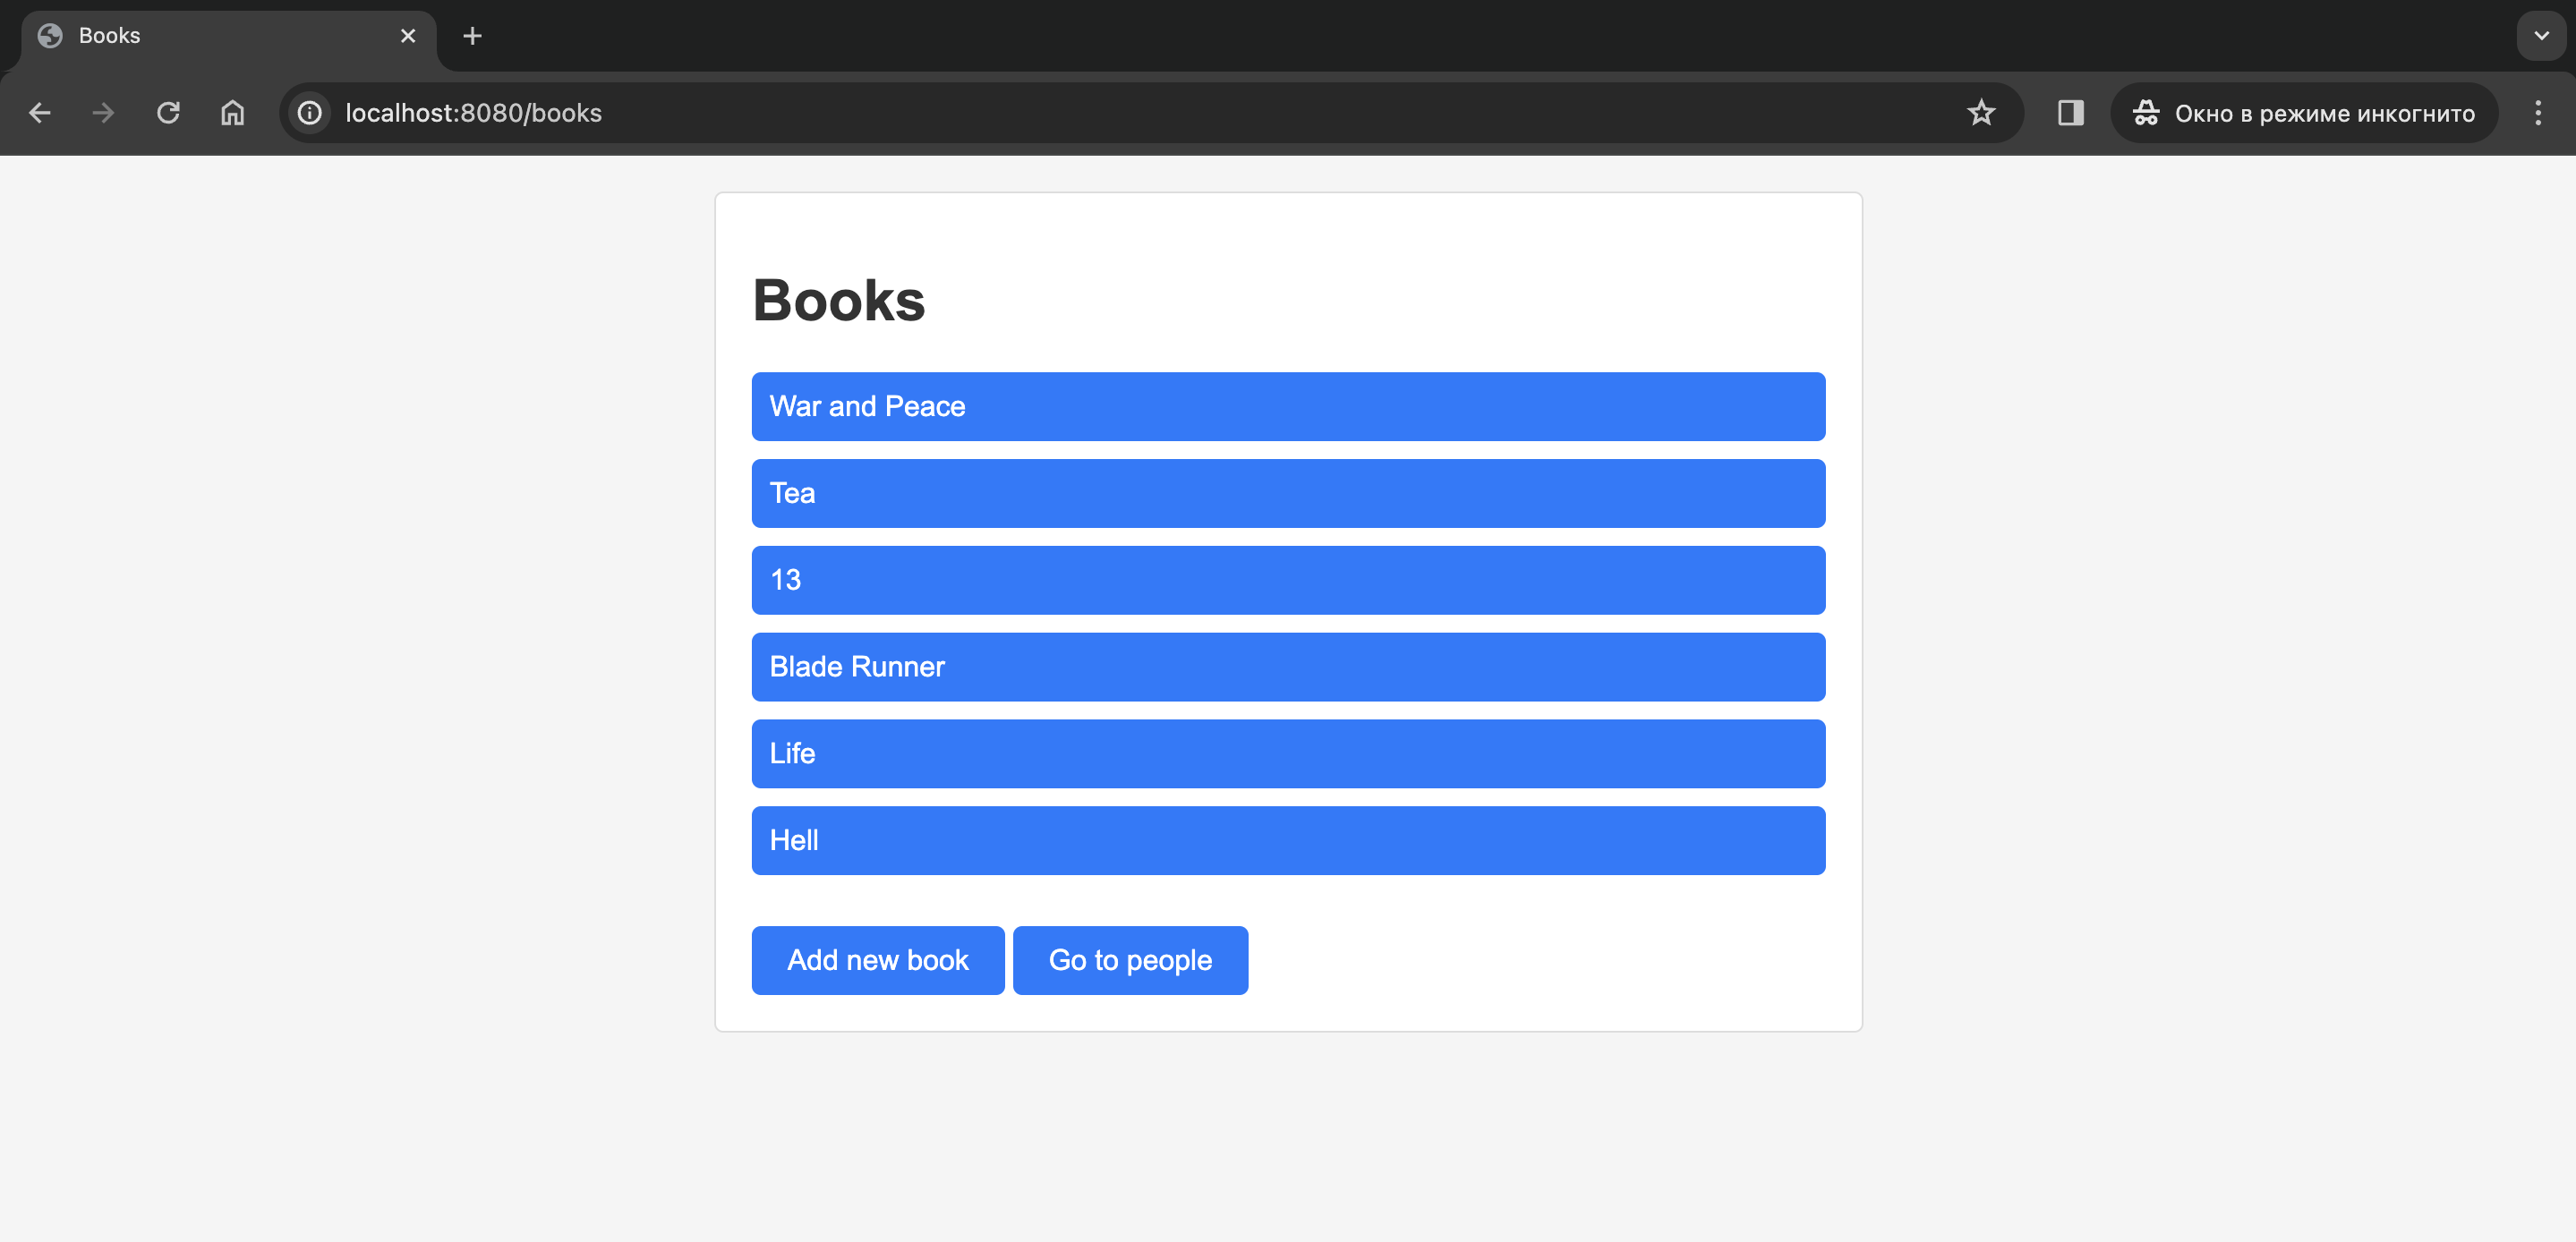 Books
localhost:8080/books
Окно в режиме инкогнито
Books
War and Peace
Tea
13
Blade Runner
Life
Hell
Add new book
Go to people